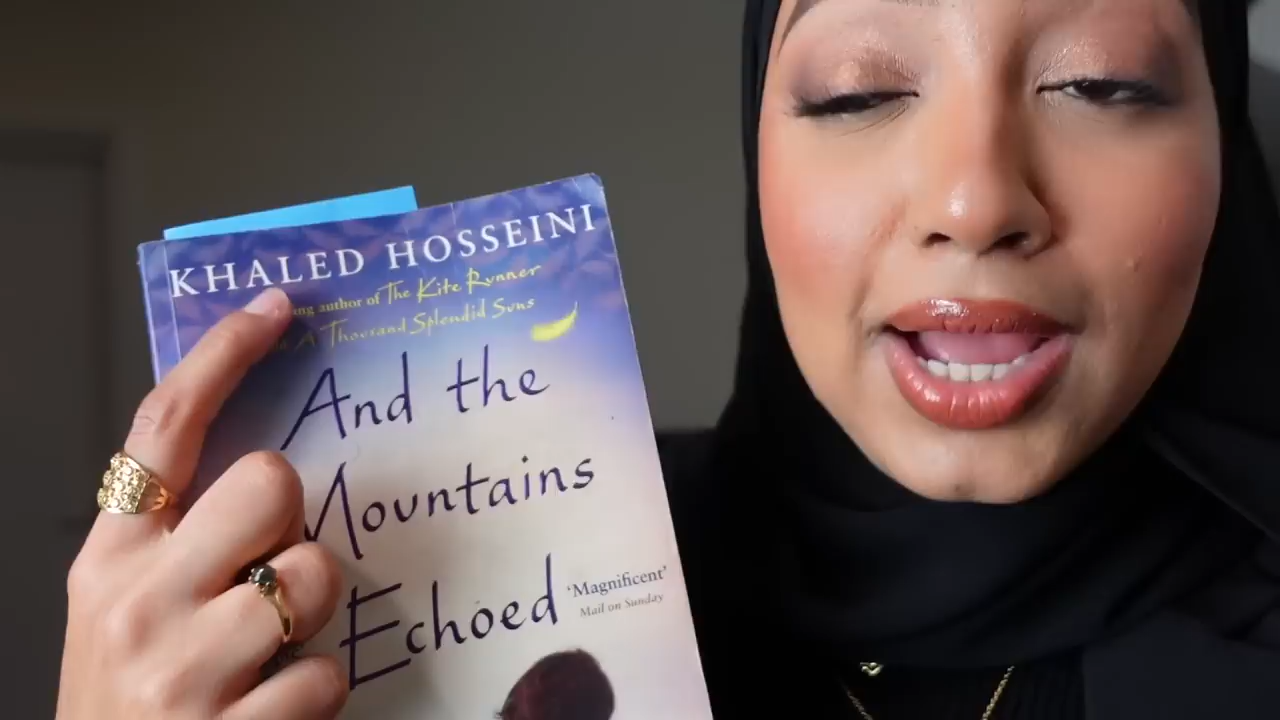 KHALED HOSSEINI
author of The Kite Runner
A Thousand Splendid Suns
And the
Mountains
Echoed
'Magnificent'
Mail on Sunday